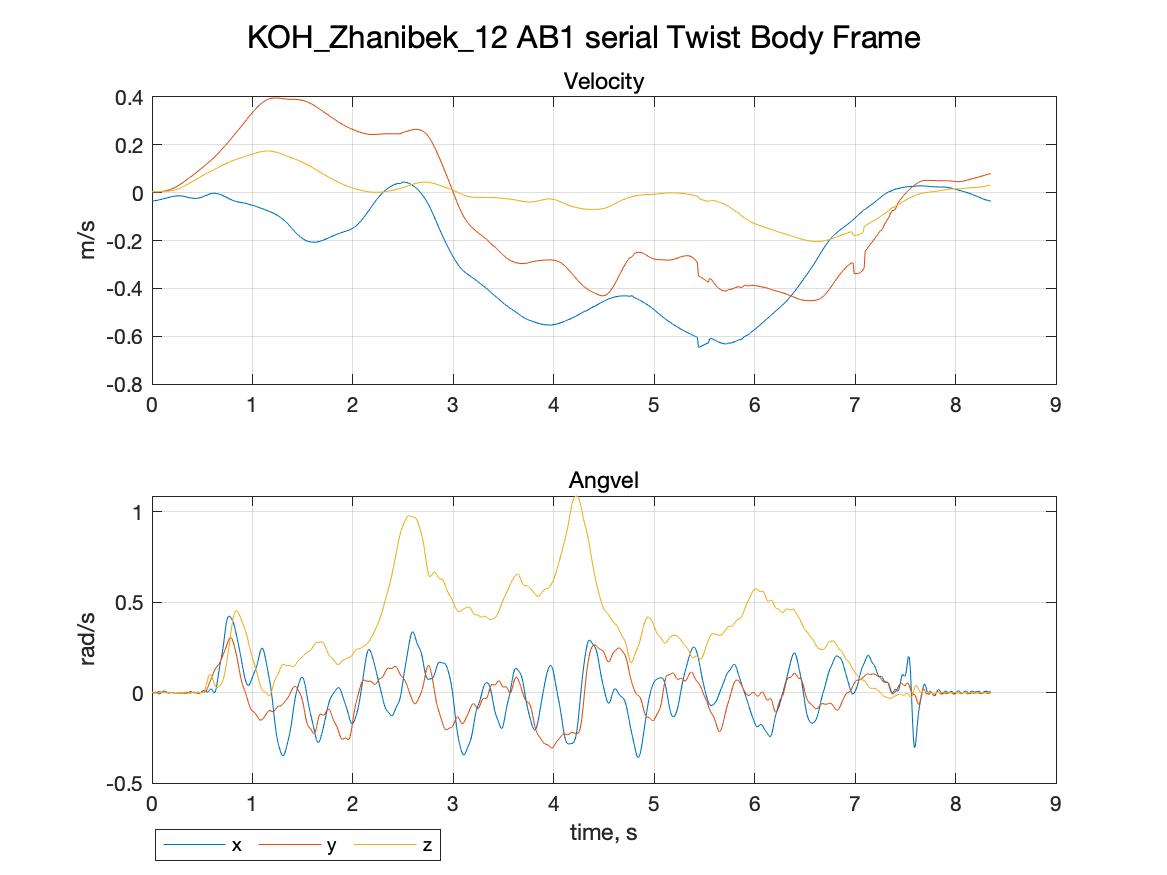 KOH_Zhanibek_12 AB1 serial Twist Body Frame
Velocity
0.4
0.2
0
-0.2
-0.4
-0.6
-0.8
m/s
0 1 2 3 4 5 6 7 8 9
Angvel
1
0.5
0
-0.5
rad/s
0 1 2 3 4 5 6 7 8 9
time, s
x y z